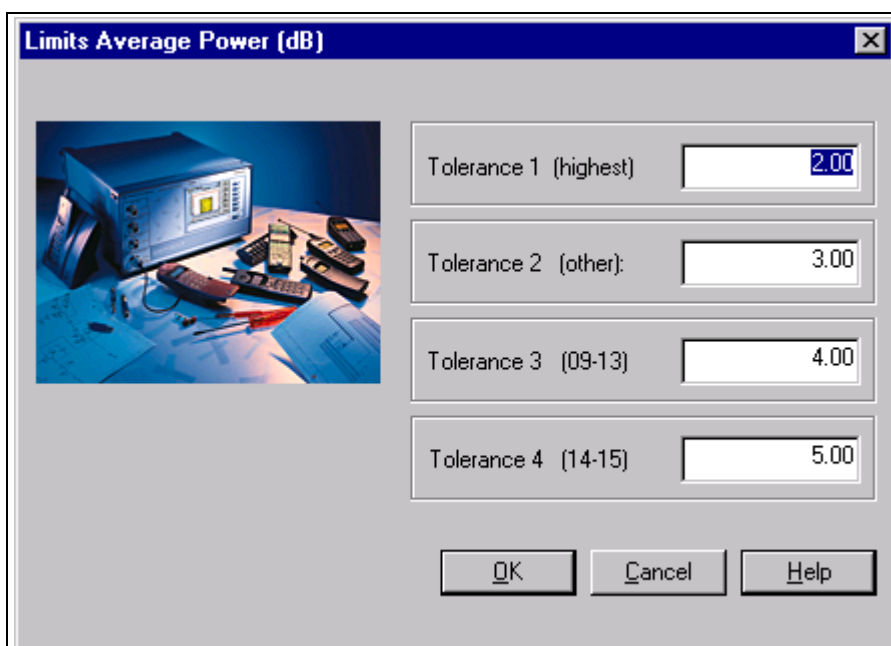 Limits Average Power (dB)
Tolerance 1 (highest) 2.00
Tolerance 2 (other): 3.00
Tolerance 3 (09-13) 4.00
Tolerance 4 (14-15) 5.00
OK Cancel Help